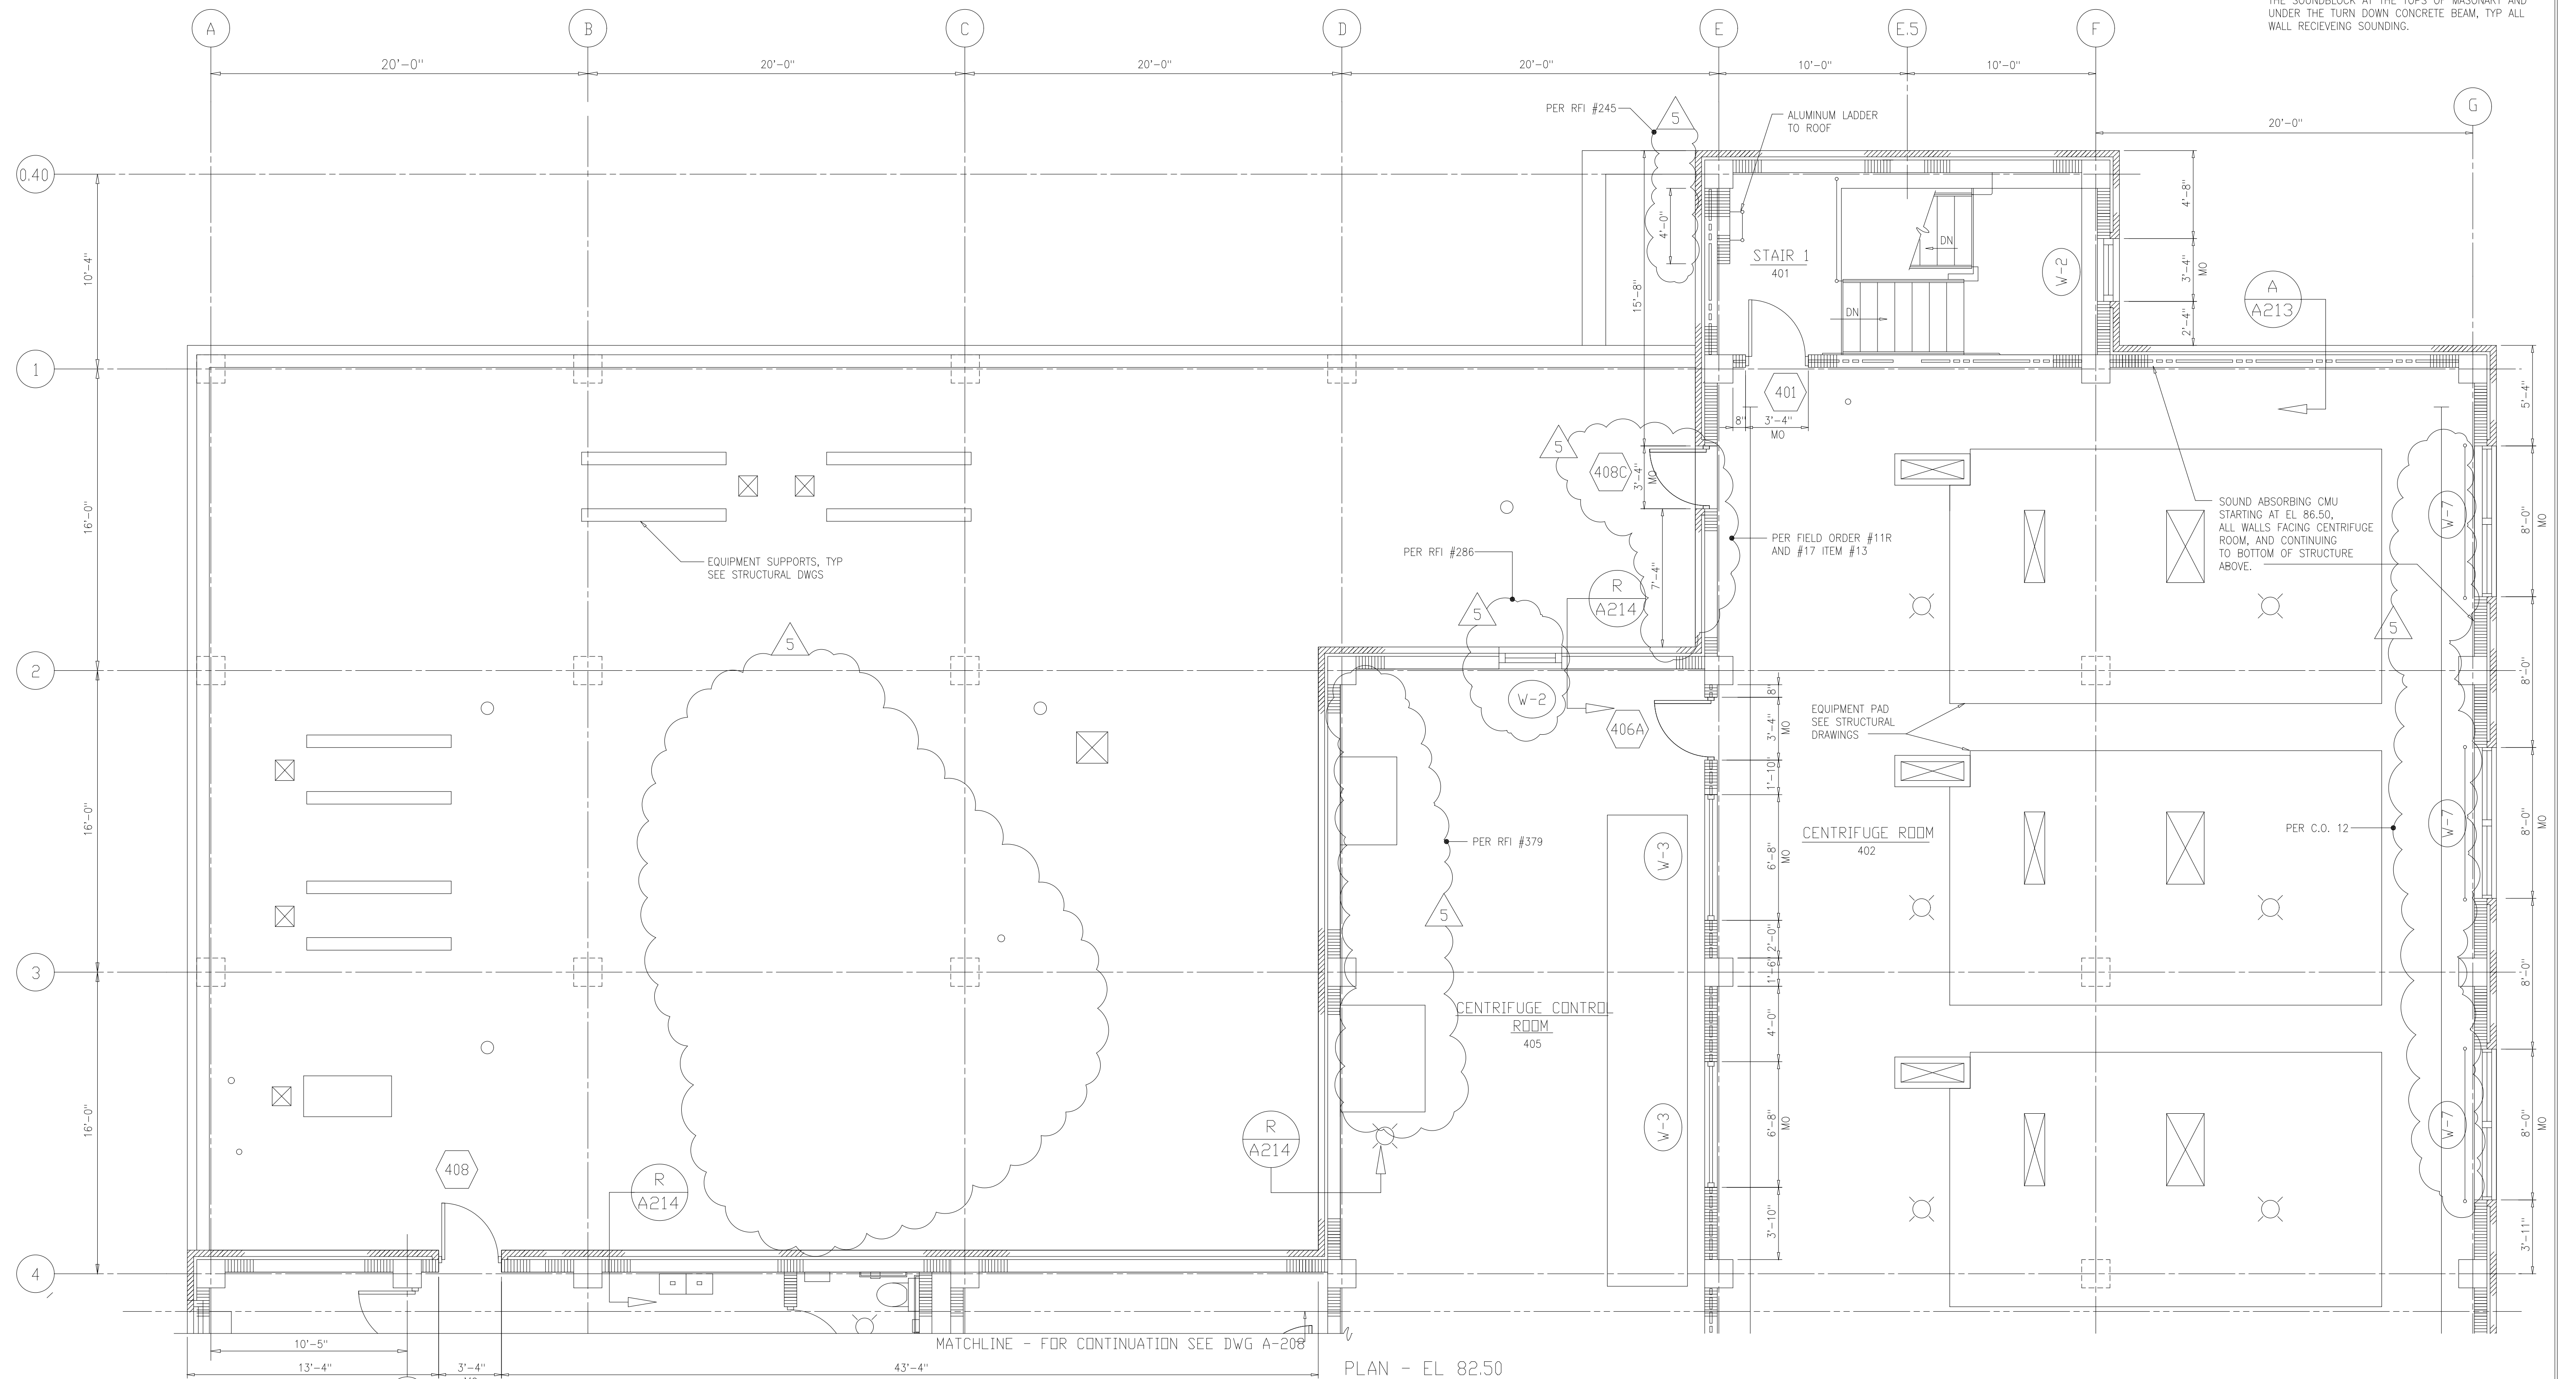 THE SOUNDBLOCK AT THE TOPS OF MASONARY AND
UNDER THE TURN DOWN CONCRETE BEAM, TYP ALL
WALL RECIEVEING SOUNDING.
A
B
C
D
E
E.5
F
G
20'-0"
20'-0"
20'-0"
20'-0"
10'-0"
10'-0"
20'-0"
PER RFI #245
5
ALUMINUM LADDER
TO ROOF
0.40
10'-4"
4'-0"
15'-8"
STAIR 1
401
DN
DN
W-2
4'-8"
3'-4"
MO
2'-4"
A
A213
1
401
8"
3'-4"
MO
5'-4"
5
408C
3'-4"
MO
16'-0"
EQUIPMENT SUPPORTS, TYP
SEE STRUCTURAL DWGS
PER RFI #286
5
R
A214
7'-4"
PER FIELD ORDER #11R
AND #17 ITEM #13
SOUND ABSORBING CMU
STARTING AT EL 86.50,
ALL WALLS FACING CENTRIFUGE
ROOM, AND CONTINUING
TO BOTTOM OF STRUCTURE
ABOVE.
W-7
8'-0"
MO
5
5
2
W-2
406A
8"
3'-4"
MO
1'-10"
8'-0"
EQUIPMENT PAD
SEE STRUCTURAL
DRAWINGS
16'-0"
PER RFI #379
5
W-3
6'-8"
MO
CENTRIFUGE ROOM
402
PER C.O. 12
W-7
8'-0"
MO
2'-0"
1'-6"
3
8'-0"
CENTRIFUGE CONTROL
ROOM
405
4'-0"
16'-0"
W-3
6'-8"
MO
W-7
8'-0"
MO
408
R
A214
R
A214
3'-10"
3'-11"
4
10'-5"
MATCHLINE - FOR CONTINUATION SEE DWG A-208
13'-4"
3'-4"
43'-4"
PLAN - EL 82.50